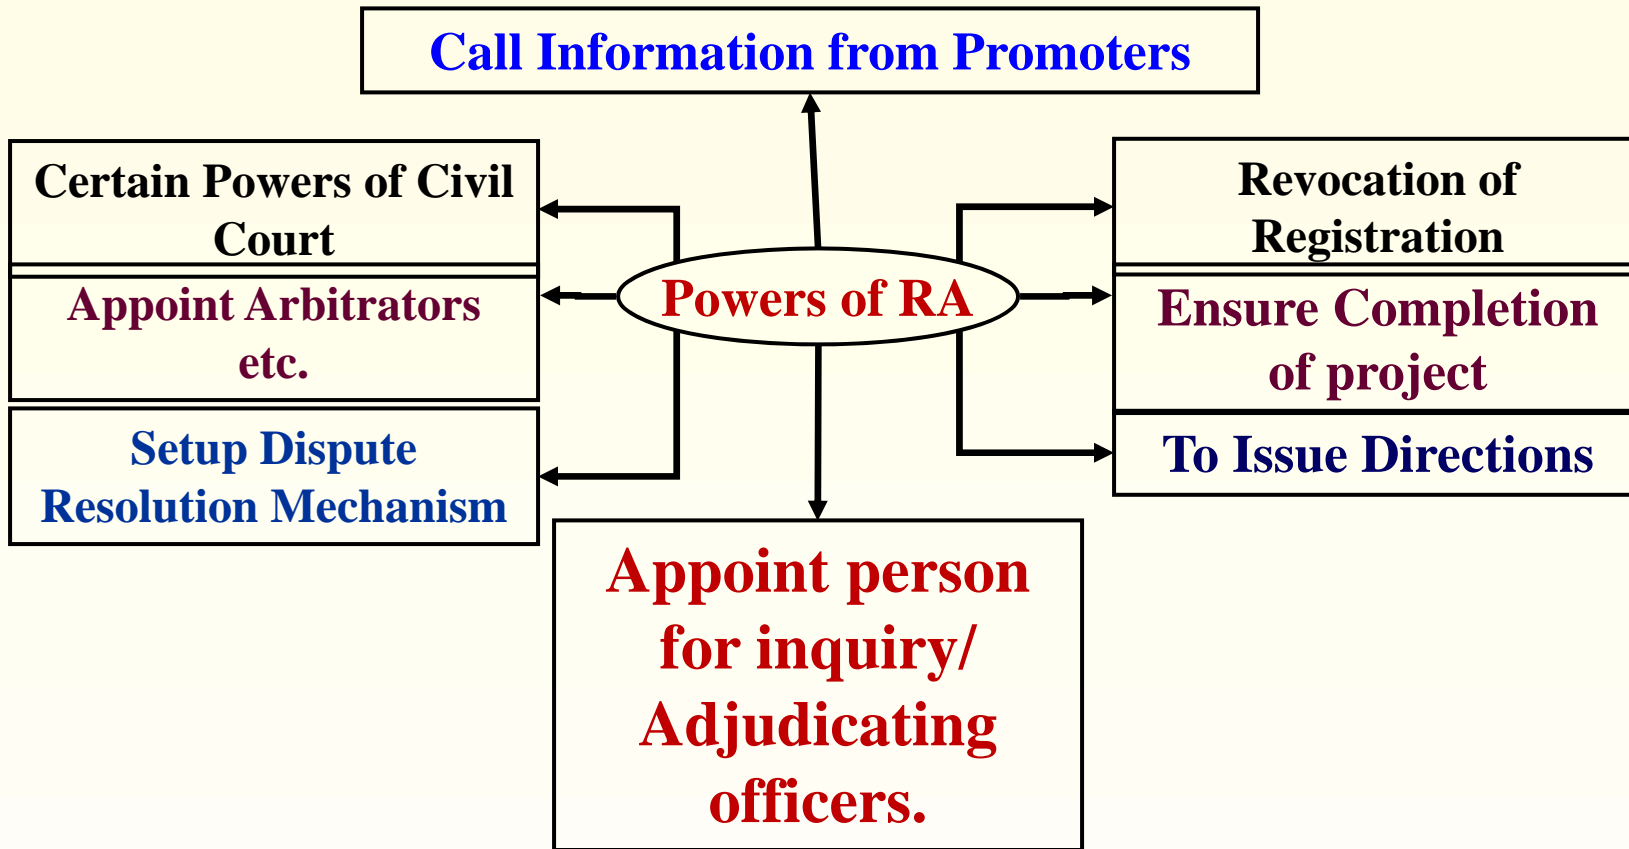 Call Information from Promoters
Certain Powers of Civil
Court
Appoint Arbitrators
etc.
Setup Dispute
Resolution Mechanism
Powers of RA
Revocation of
Registration
Ensure Completion
of project
To Issue Directions
Appoint person
for inquiry/
Adjudicating
officers.